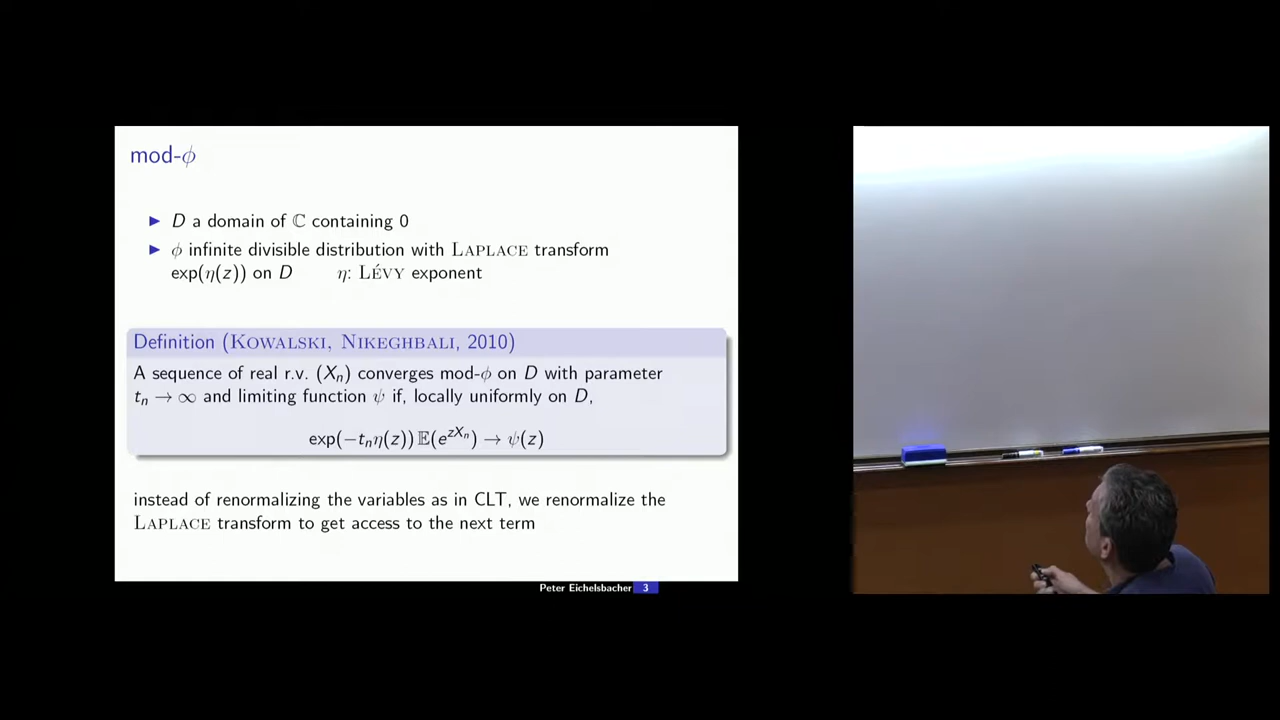 mod-ϕ
▶ D a domain of ℂ containing 0
▶ ϕ infinite divisible distribution with LAPLACE transform
exp(η(z)) on D η: LÉVY exponent
Definition (KOWALSKI, NIKEGHBALI, 2010)
A sequence of real r.v. (Xₙ) converges mod-ϕ on D with parameter
tₙ → ∞ and limiting function ψ if, locally uniformly on D,
exp(−tₙη(z)) 𝔼(e^{zXₙ}) → ψ(z)
instead of renormalizing the variables as in CLT, we renormalize the
LAPLACE transform to get access to the next term
Peter Eichelsbacher 3